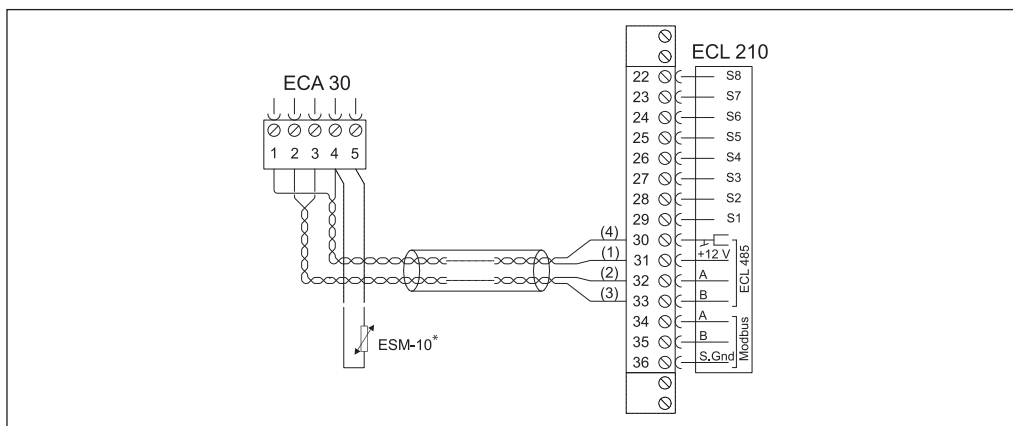 ECA 30
1 2 3 4 5
ESM-10*
(4)
(1)
(2)
(3)
ECL 210
22 S8
23 S7
24 S6
25 S5
26 S4
27 S3
28 S2
29 S1
30
31 +12 V
32 A
33 B
ECL 485
34 A
35 B
36 S.Gnd
Modbus